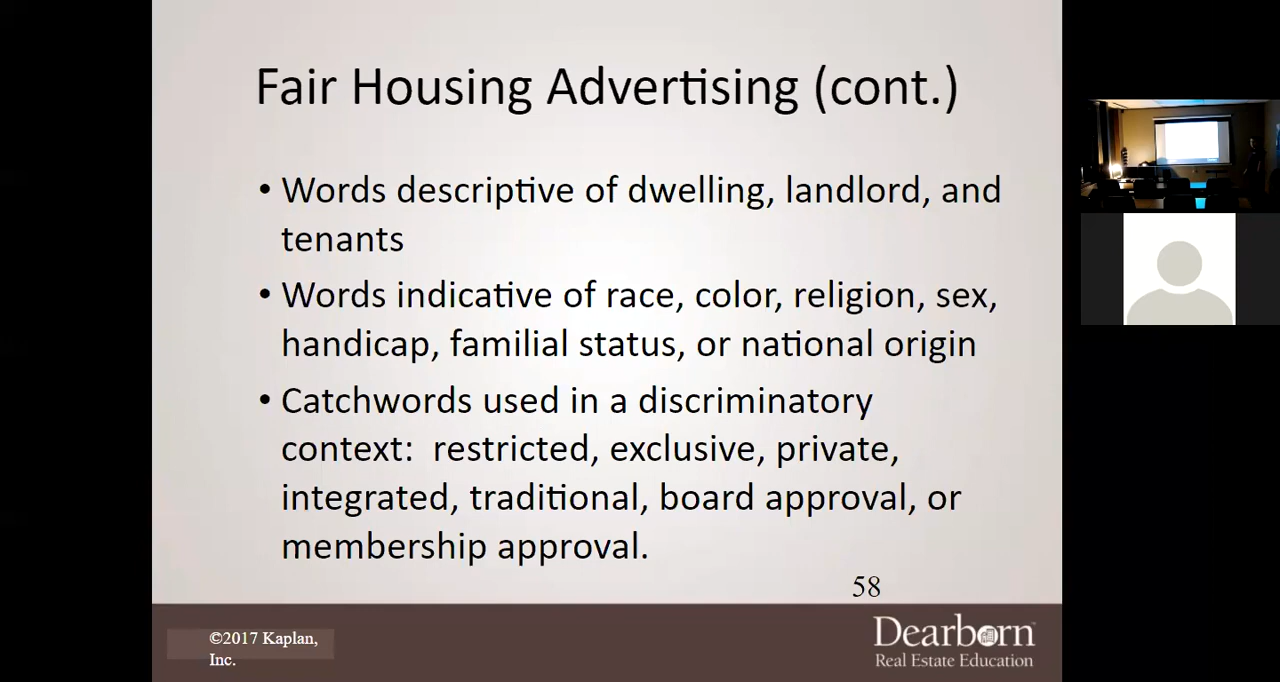 Fair Housing Advertising (cont.)
• Words descriptive of dwelling, landlord, and
tenants
• Words indicative of race, color, religion, sex,
handicap, familial status, or national origin
• Catchwords used in a discriminatory
context:  restricted, exclusive, private,
integrated, traditional, board approval, or
membership approval.
58
©2017 Kaplan,
Inc.
Dearborn™
Real Estate Education